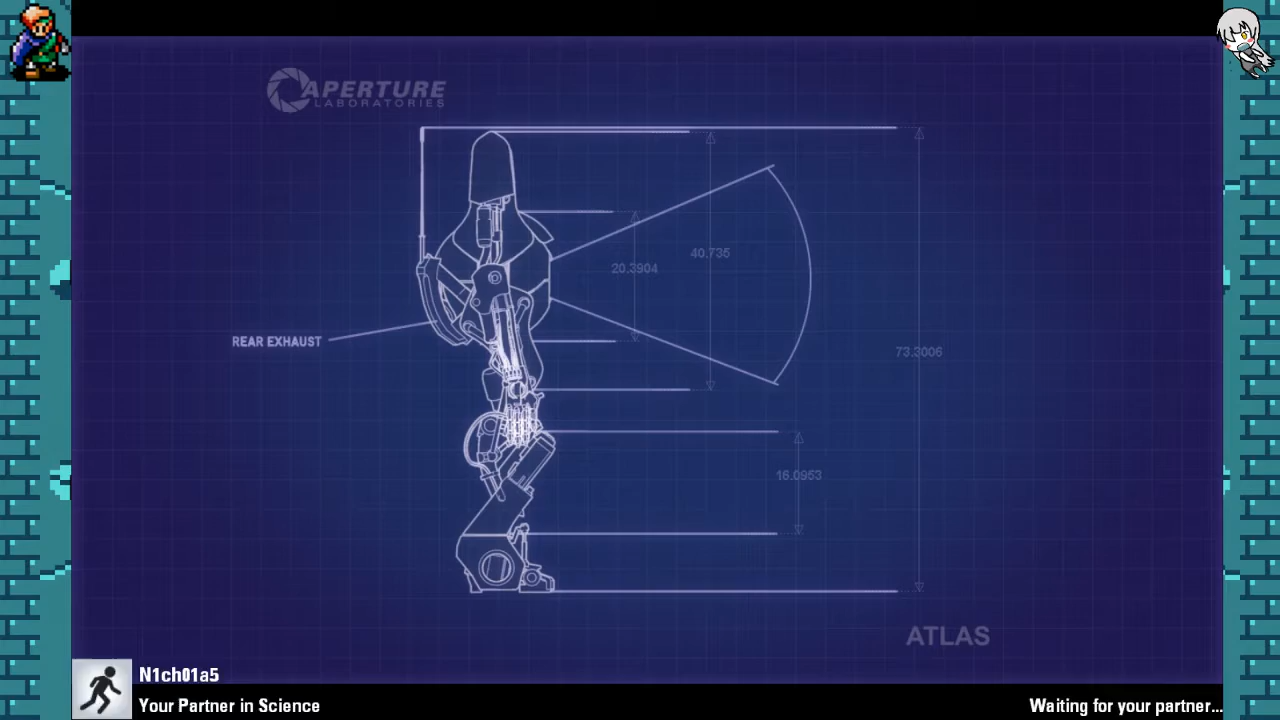 APERTURE
LABORATORIES
40.735
20.3904
REAR EXHAUST
73.3006
16.0953
ATLAS
N1ch01a5
Your Partner in Science
Waiting for your partner...